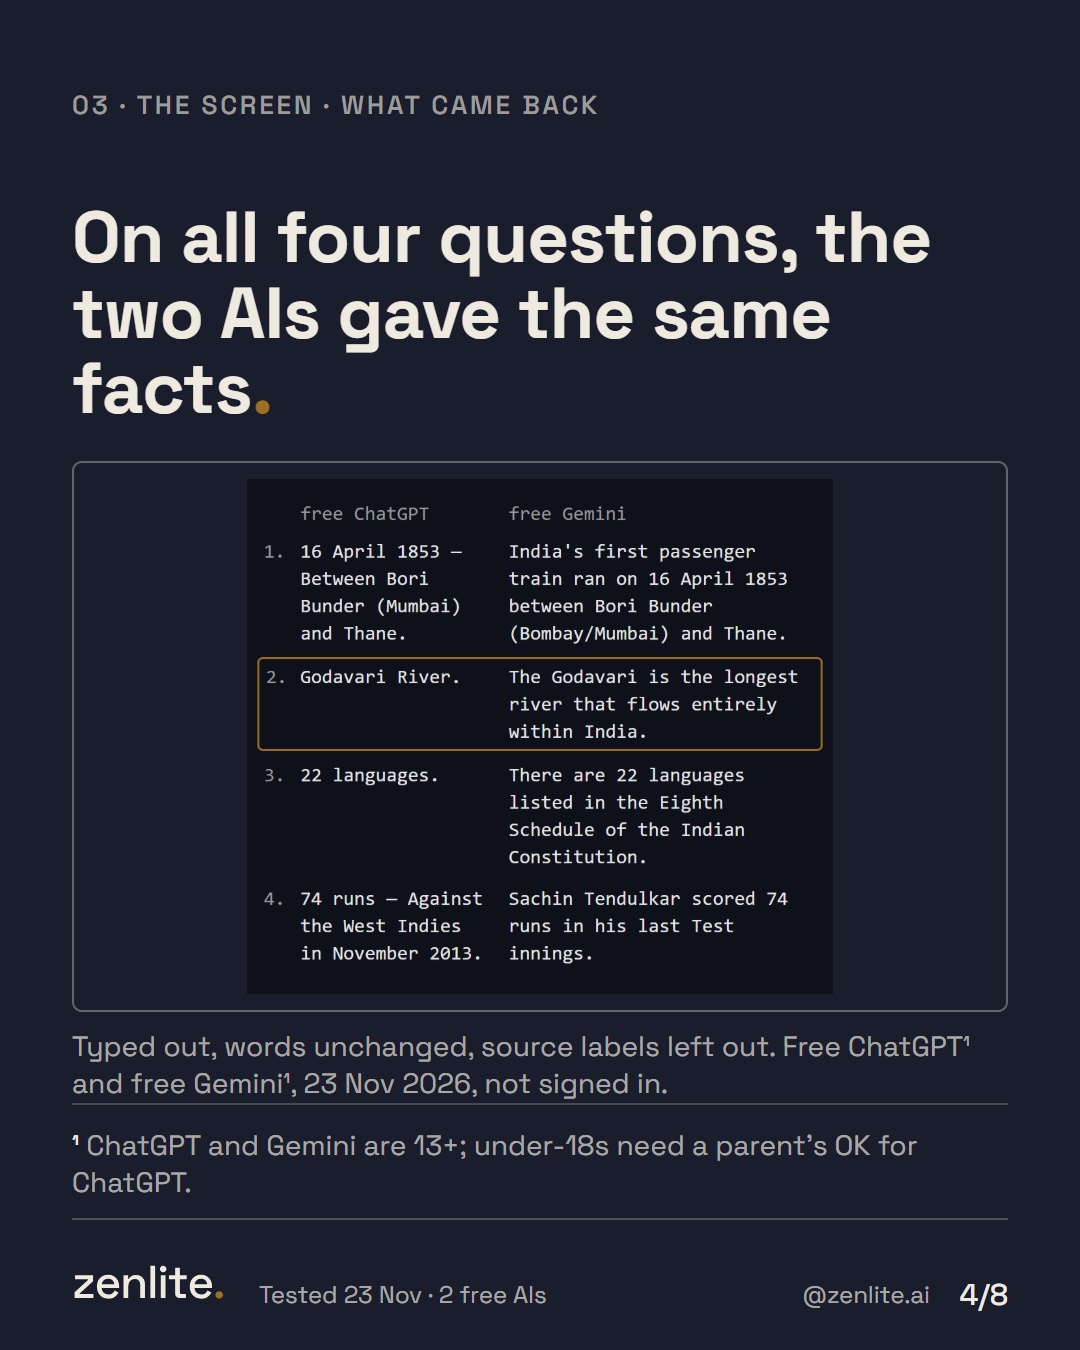 03 · THE SCREEN · WHAT CAME BACK
On all four questions, the
two AIs gave the same
facts.
free ChatGPT free Gemini
1. 16 April 1853 – India's first passenger
Between Bori train ran on 16 April 1853
Bunder (Mumbai) between Bori Bunder
and Thane. (Bombay/Mumbai) and Thane.
2. Godavari River. The Godavari is the longest
river that flows entirely
within India.
3. 22 languages. There are 22 languages
listed in the Eighth
Schedule of the Indian
Constitution.
4. 74 runs – Against Sachin Tendulkar scored 74
the West Indies runs in his last Test
in November 2013. innings.
Typed out, words unchanged, source labels left out. Free ChatGPT¹
and free Gemini¹, 23 Nov 2026, not signed in.
¹ ChatGPT and Gemini are 13+; under-18s need a parent's OK for
ChatGPT.
zenlite. Tested 23 Nov · 2 free AIs @zenlite.ai 4/8